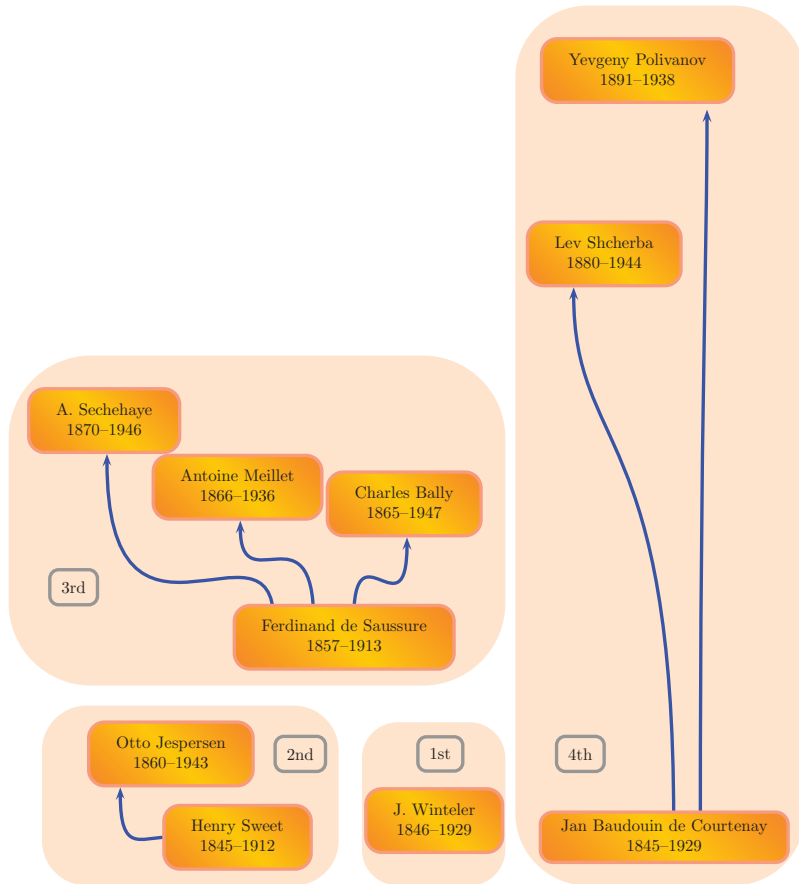 Yevgeny Polivanov
1891–1938
Lev Shcherba
1880–1944
A. Sechehaye
1870–1946
Antoine Meillet
1866–1936
Charles Bally
1865–1947
3rd
Ferdinand de Saussure
1857–1913
Otto Jespersen
1860–1943
2nd
Henry Sweet
1845–1912
1st
J. Winteler
1846–1929
4th
Jan Baudouin de Courtenay
1845–1929